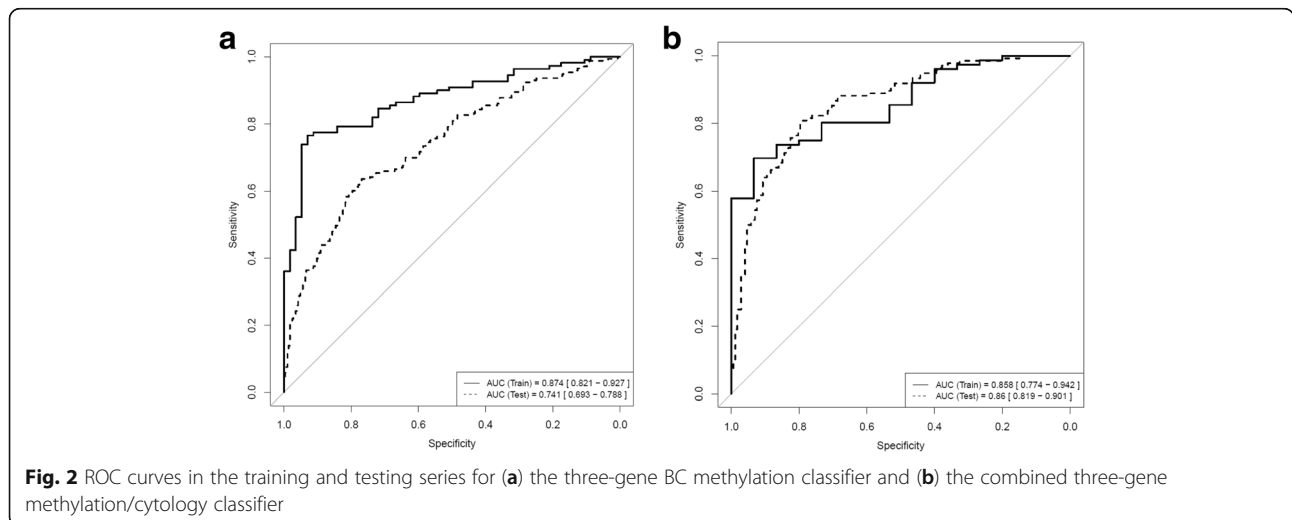 a
1.0
0.8
0.6
0.4
0.2
0.0
Sensitivity
1.0 0.8 0.6 0.4 0.2 0.0
Specificity
AUC (Train) = 0.874 [ 0.821 − 0.927 ]
AUC (Test) = 0.741 [ 0.693 − 0.788 ]
b
1.0
0.8
0.6
0.4
0.2
0.0
Sensitivity
1.0 0.8 0.6 0.4 0.2 0.0
Specificity
AUC (Train) = 0.858 [ 0.774 − 0.942 ]
AUC (Test) = 0.86 [ 0.819 − 0.901 ]
Fig. 2 ROC curves in the training and testing series for (a) the three-gene BC methylation classifier and (b) the combined three-gene
methylation/cytology classifier